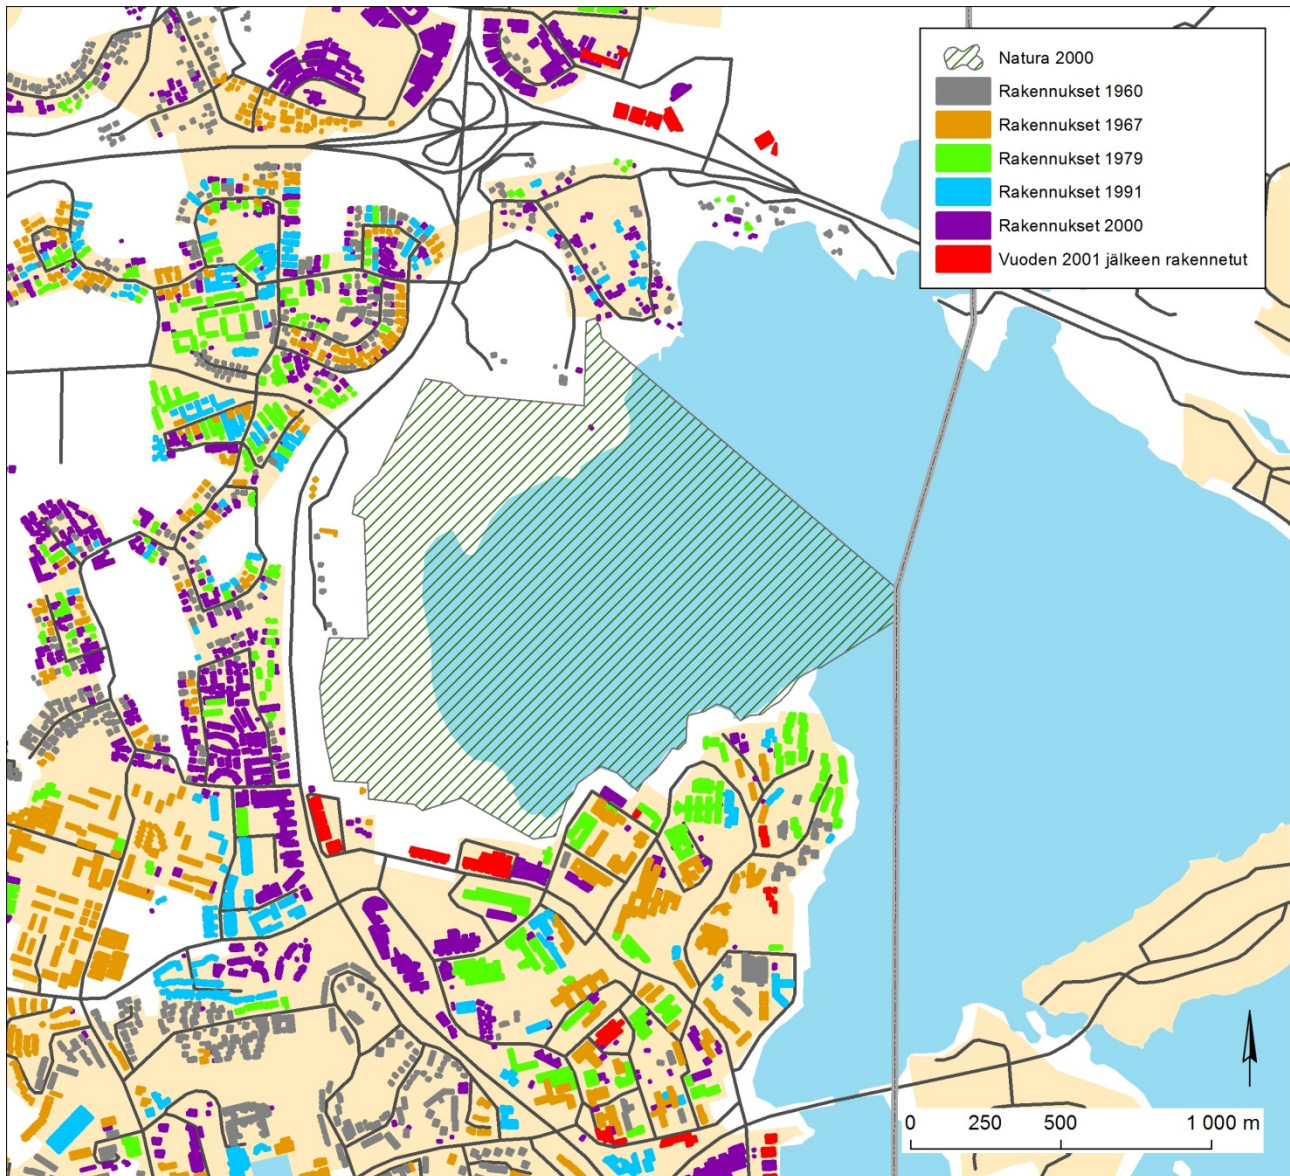 Natura 2000
Rakennukset 1960
Rakennukset 1967
Rakennukset 1979
Rakennukset 1991
Rakennukset 2000
Vuoden 2001 jälkeen rakennetut
0 250 500 1 000 m